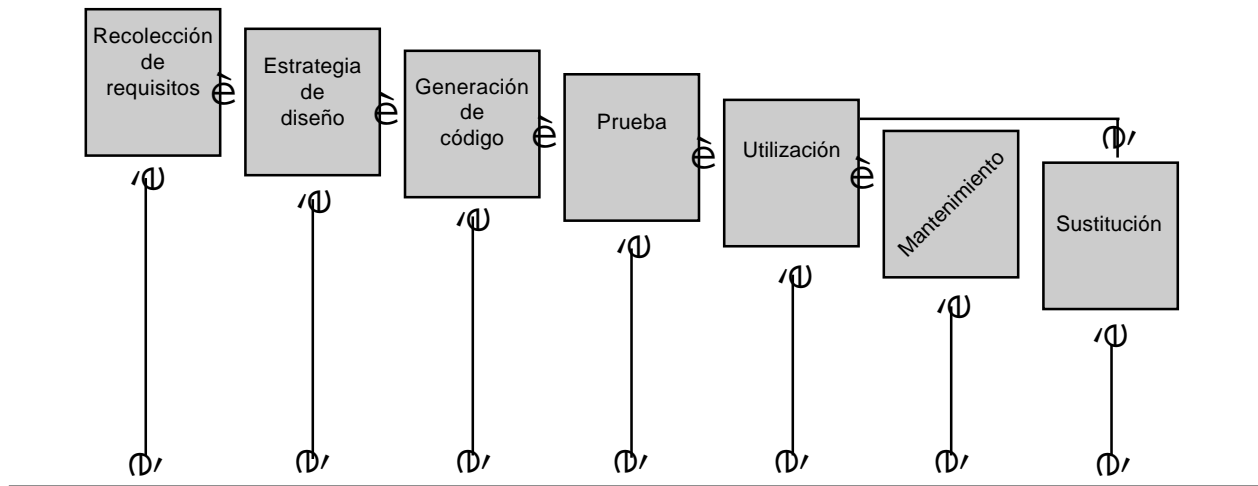 Recolección
de
requisitos
é
Estrategia
de
diseño
é
Generación
de
código
é
Prueba
é
Utilización
é
Mantenimiento
é
Sustitución
é
é
é
é
é
é
é
é
é
é
é
é
é
é